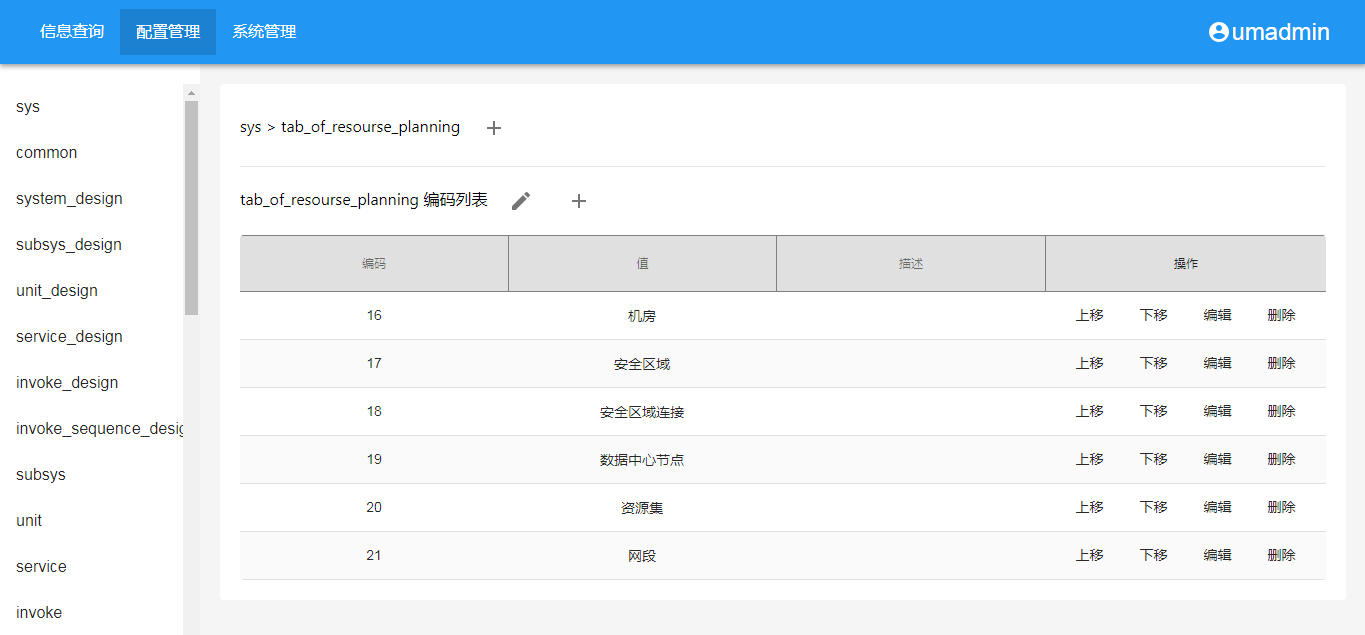 信息查询 配置管理 系统管理 umadmin
sys
common
system_design
subsys_design
unit_design
service_design
invoke_design
invoke_sequence_desig
subsys
unit
service
invoke
sys > tab_of_resourse_planning
tab_of_resourse_planning 编码列表
编码 值 描述 操作
16 机房 上移 下移 编辑 删除
17 安全区域 上移 下移 编辑 删除
18 安全区域连接 上移 下移 编辑 删除
19 数据中心节点 上移 下移 编辑 删除
20 资源集 上移 下移 编辑 删除
21 网段 上移 下移 编辑 删除